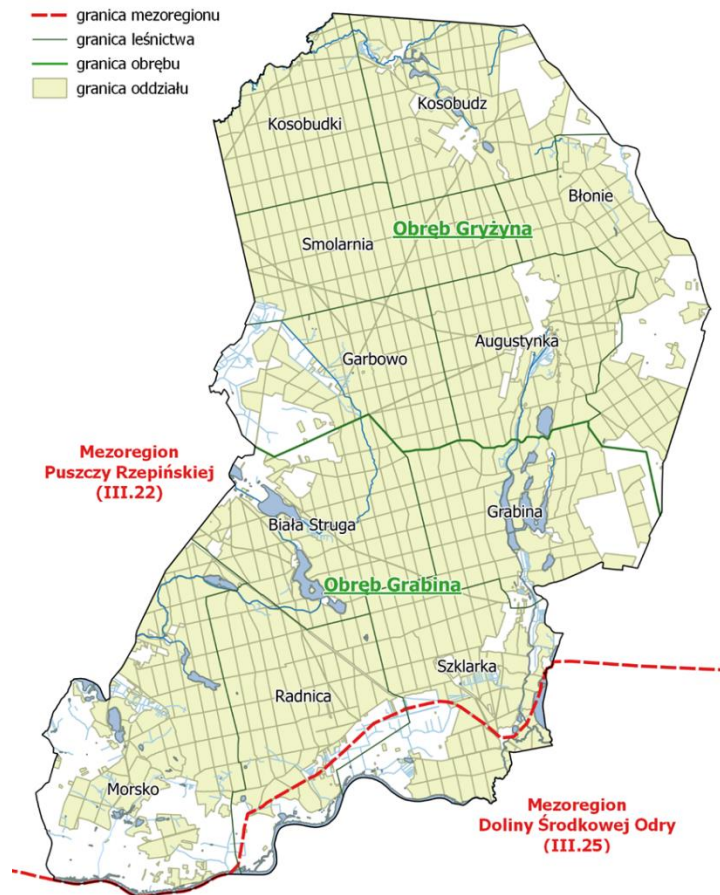 granica mezoregionu
granica leśnictwa
granica obrębu
granica oddziału
Kosobudki
Kosobudz
Błonie
Smolarnia
Obręb Gryżyna
Garbowo
Augustynka
Mezoregion
Puszczy Rzepińskiej
(III.22)
Biała Struga
Grabina
Obręb Grabina
Szklarka
Radnica
Morsko
Mezoregion
Doliny Środkowej Odry
(III.25)